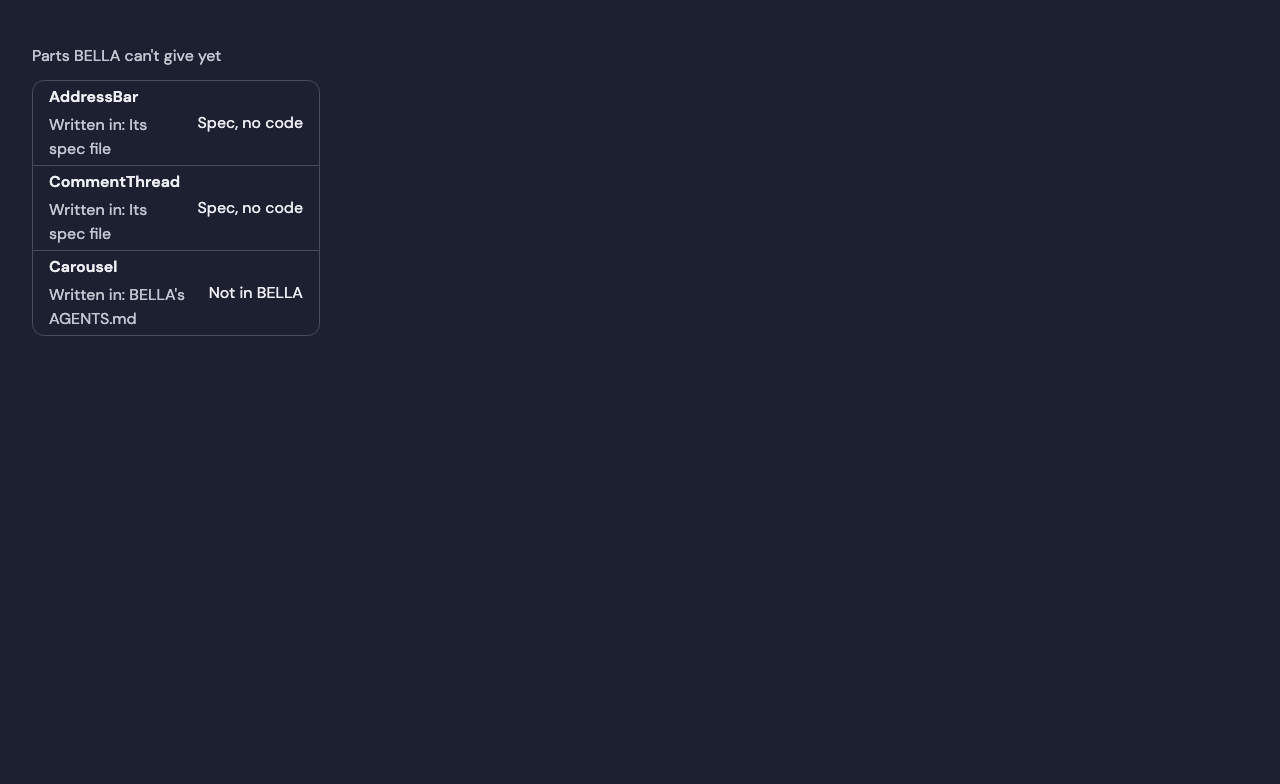 Parts BELLA can't give yet
AddressBar
Written in: Its
spec file
Spec, no code
CommentThread
Written in: Its
spec file
Spec, no code
Carousel
Written in: BELLA's
AGENTS.md
Not in BELLA